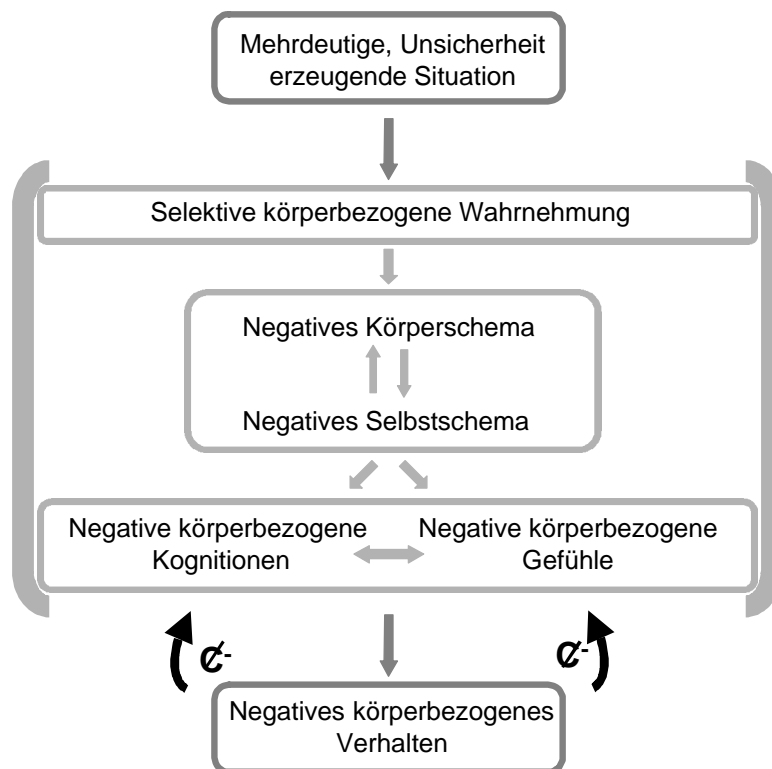 Mehrdeutige, Unsicherheit
erzeugende Situation
Selektive körperbezogene Wahrnehmung
Negatives Körperschema
Negatives Selbstschema
Negative körperbezogene
Kognitionen
Negative körperbezogene
Gefühle
₡-
₡-
Negatives körperbezogenes
Verhalten